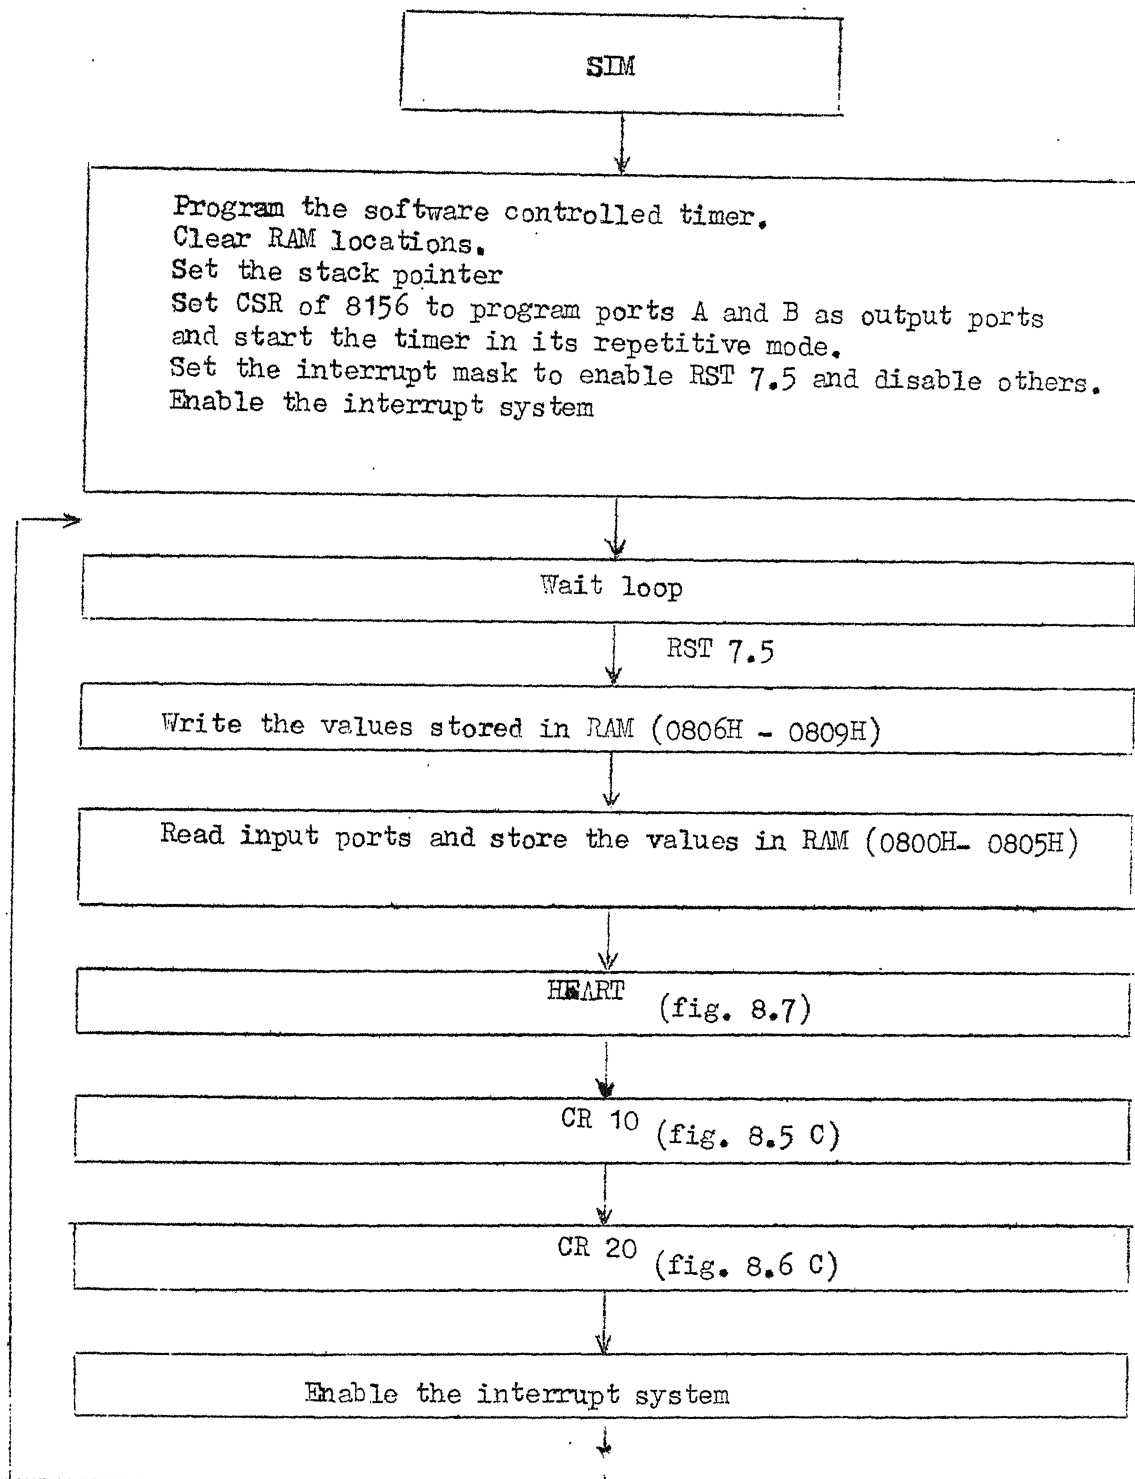 SIM
Program the software controlled timer.
Clear RAM locations.
Set the stack pointer
Set CSR of 8156 to program ports A and B as output ports
and start the timer in its repetitive mode.
Set the interrupt mask to enable RST 7.5 and disable others.
Enable the interrupt system
Wait loop
RST 7.5
Write the values stored in RAM (0806H - 0809H)
Read input ports and store the values in RAM (0800H- 0805H)
HEART (fig. 8.7)
CR 10 (fig. 8.5 C)
CR 20 (fig. 8.6 C)
Enable the interrupt system